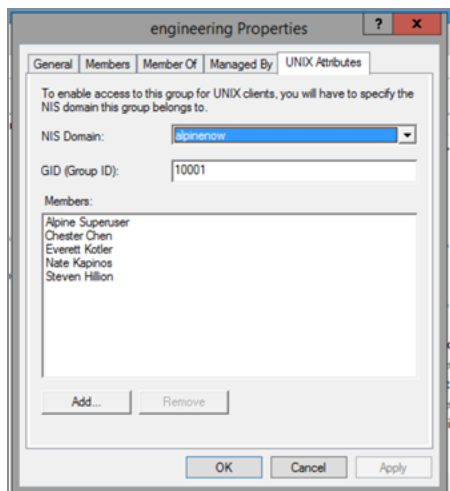 engineering Properties
?
x
General
Members
Member Of
Managed By
UNIX Attributes
To enable access to this group for UNIX clients, you will have to specify the
NIS domain this group belongs to.
NIS Domain:
alpinenow
GID (Group ID):
10001
Members:
Alpine Superuser
Chester Chen
Everett Kotler
Nate Kapinos
Steven Hillion
Add...
Remove
OK
Cancel
Apply